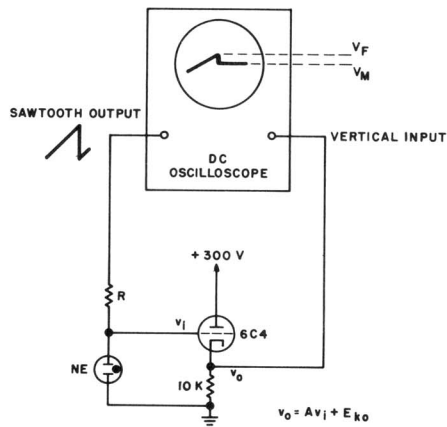 V_F
V_M
SAWTOOTH OUTPUT
VERTICAL INPUT
DC
OSCILLOSCOPE
+300 V
R
v_i
6C4
NE
v_o
10 K
v_o = Av_i + E_ko